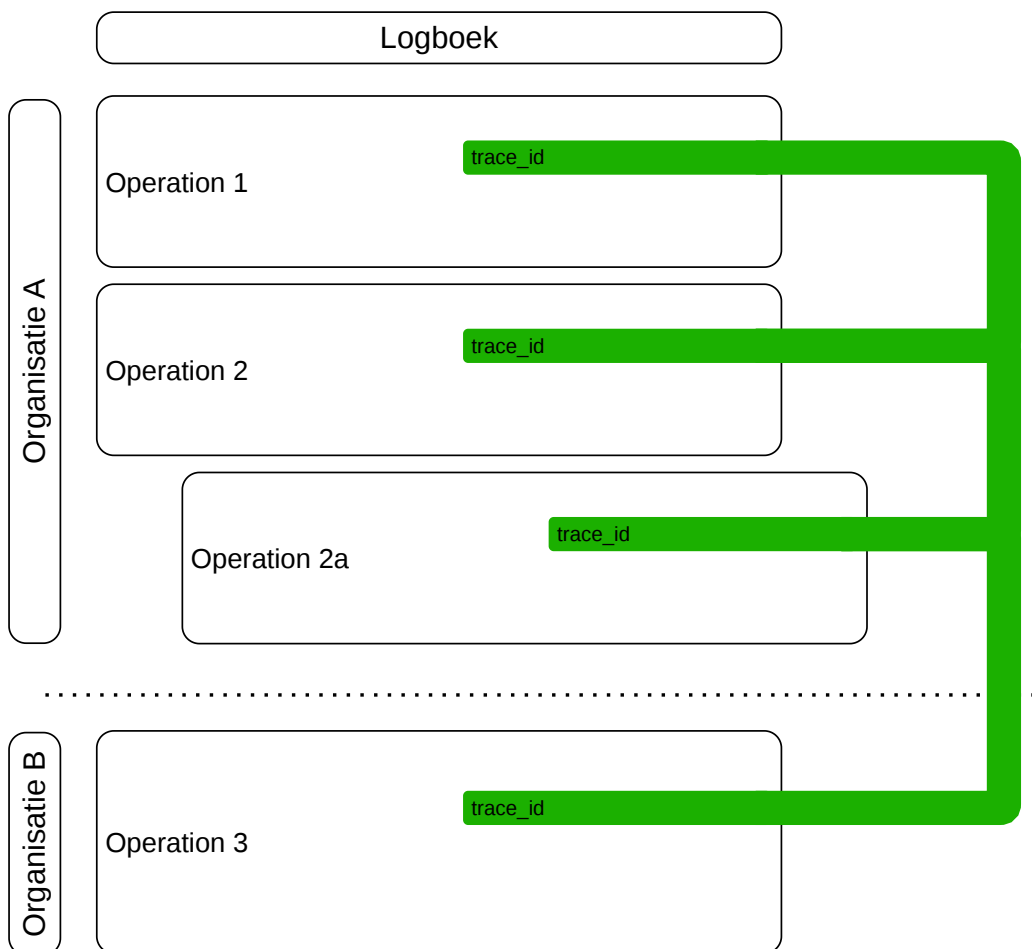 Logboek
Organisatie A
Operation 1
trace_id
Operation 2
trace_id
Operation 2a
trace_id
Organisatie B
Operation 3
trace_id